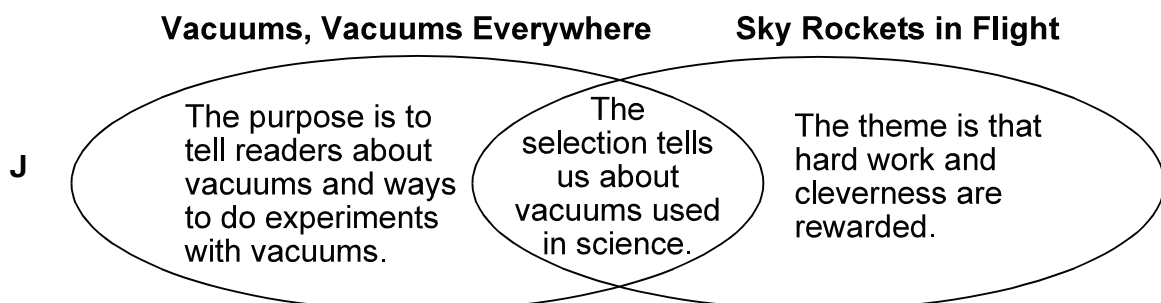 Vacuums, Vacuums Everywhere
Sky Rockets in Flight
J
The purpose is to
tell readers about
vacuums and ways
to do experiments
with vacuums.
The
selection tells
us about
vacuums used
in science.
The theme is that
hard work and
cleverness are
rewarded.